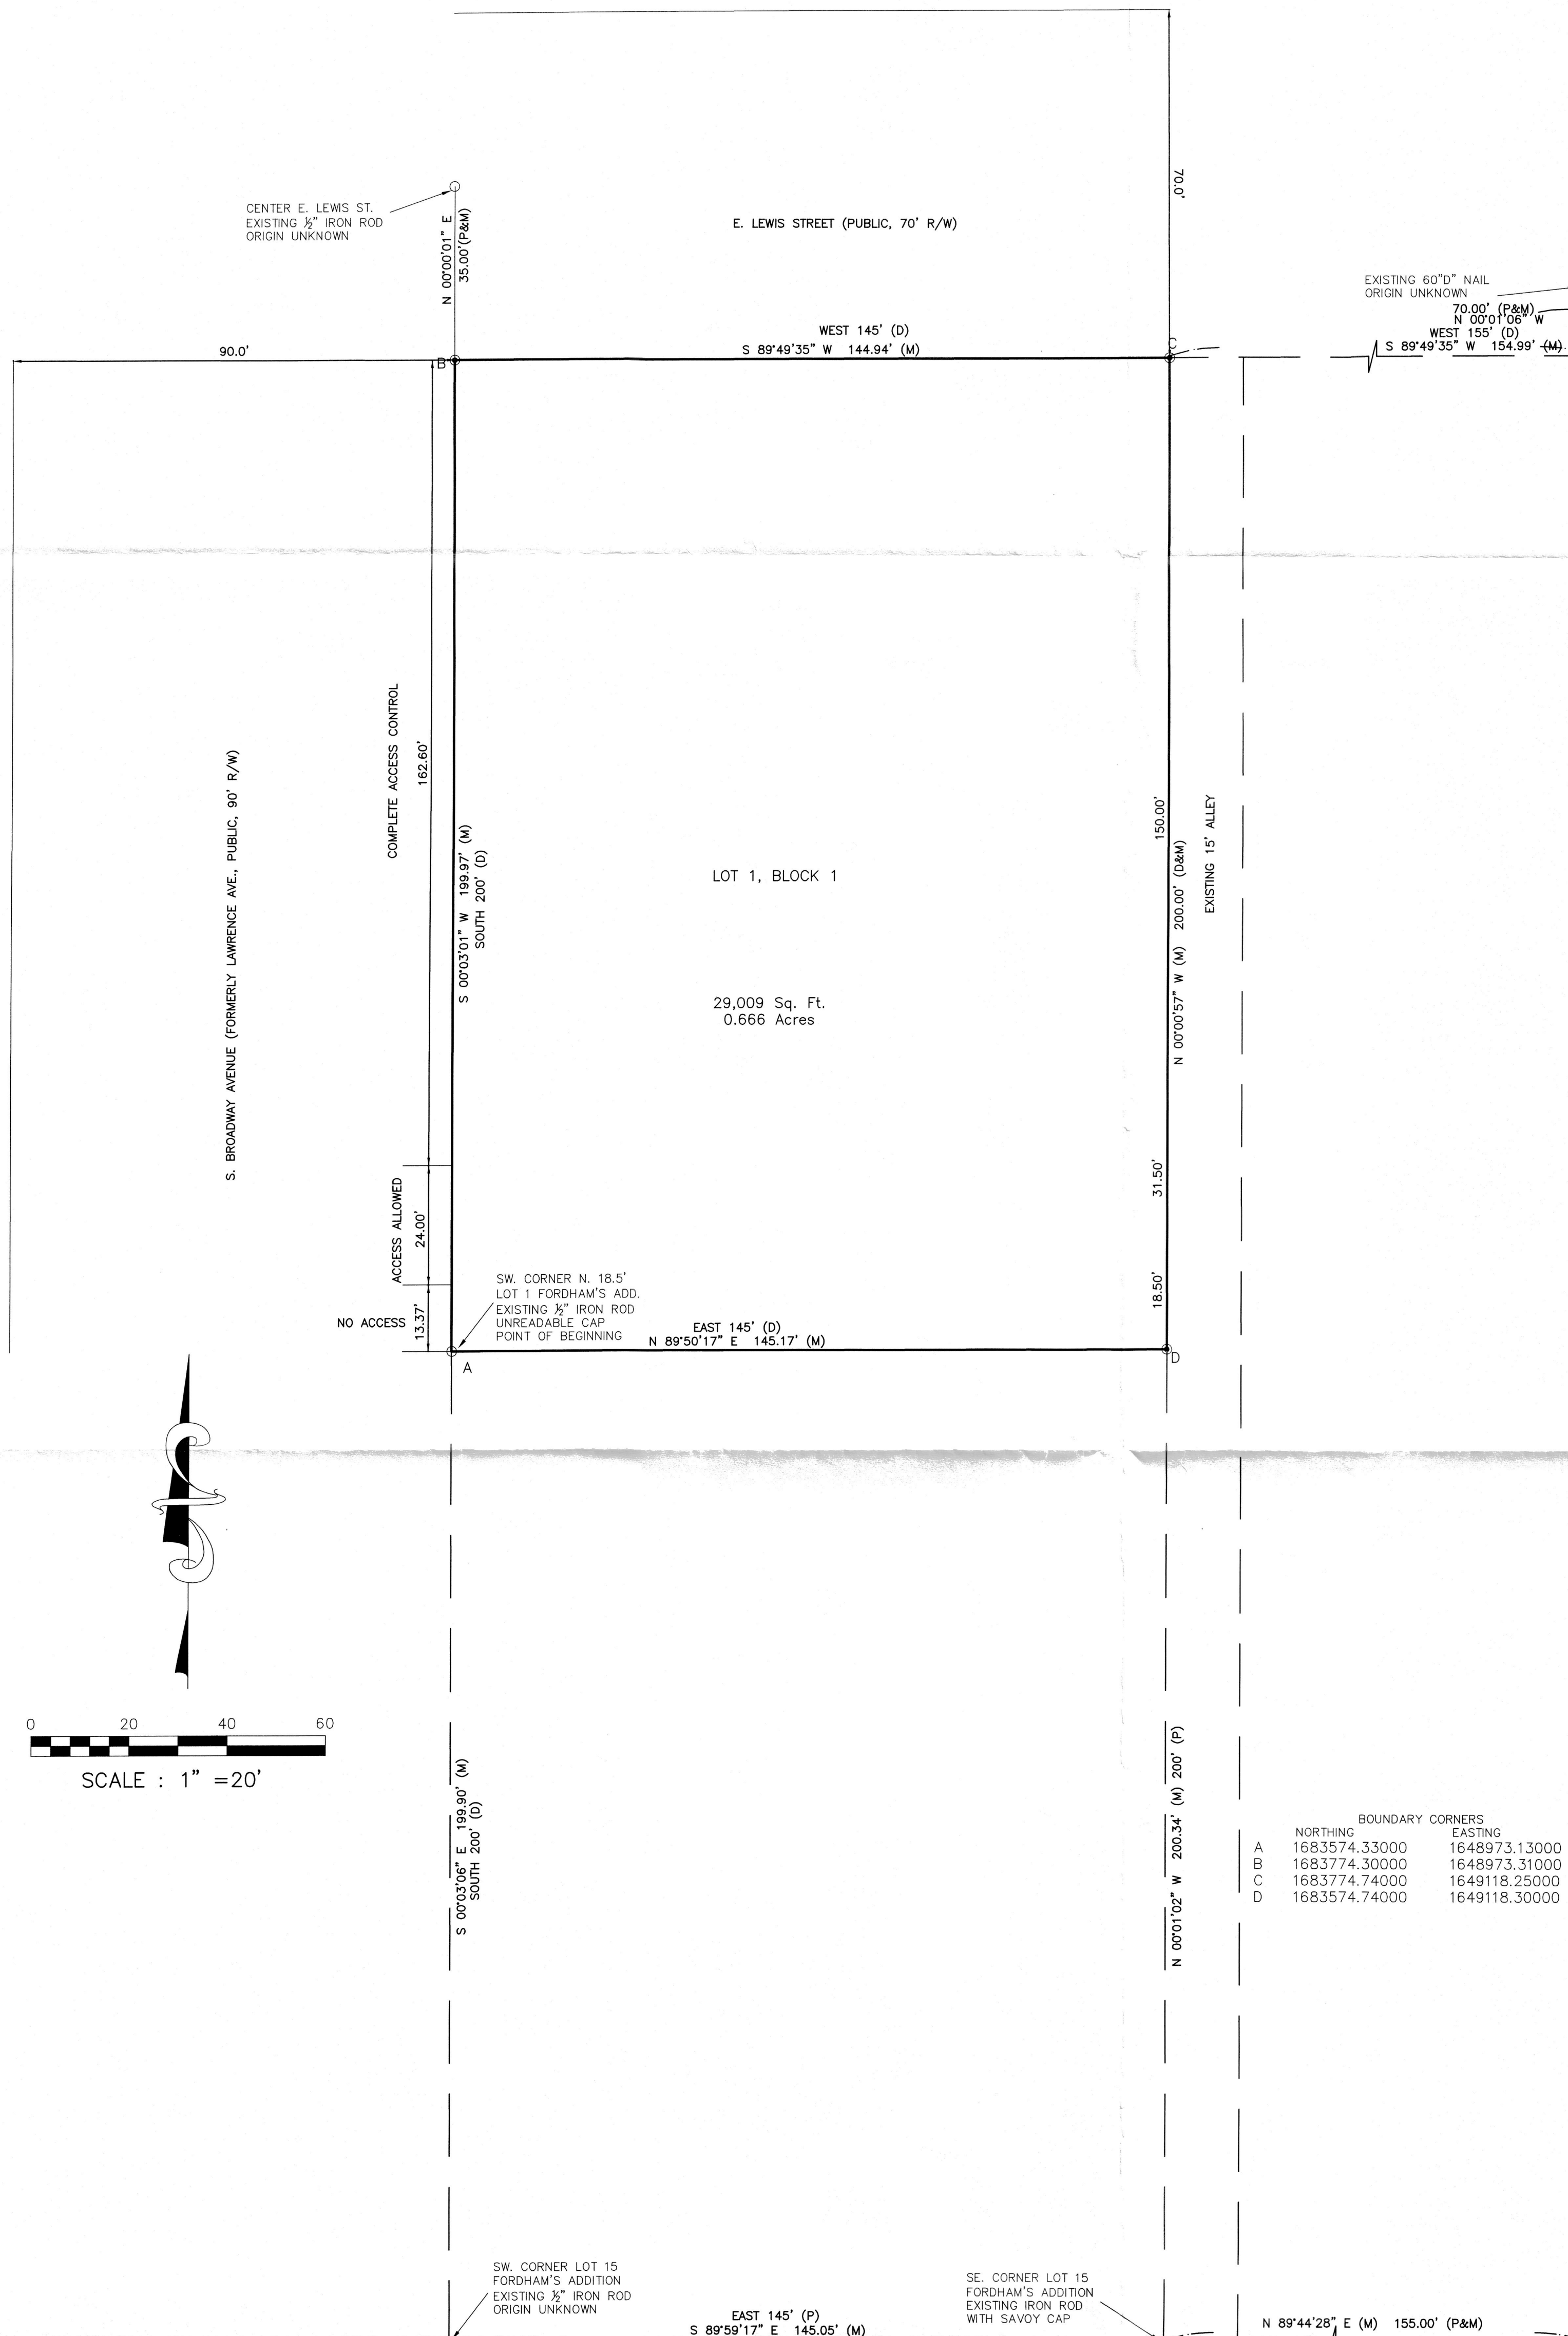 70.0'
CENTER E. LEWIS ST.
EXISTING ½" IRON ROD
ORIGIN UNKNOWN
N 00°00'01" E
35.00'(P&M)
E. LEWIS STREET (PUBLIC, 70' R/W)
EXISTING 60"D" NAIL
ORIGIN UNKNOWN
70.00' (P&M)
N 00°01'06" W
WEST 155' (D)
S 89°49'35" W 154.99' (M)
90.0'
WEST 145' (D)
S 89°49'35" W 144.94' (M)
B
C
S. BROADWAY AVENUE (FORMERLY LAWRENCE AVE., PUBLIC, 90' R/W)
COMPLETE ACCESS CONTROL
162.60'
S 00°03'01" W 199.97' (M)
SOUTH 200' (D)
LOT 1, BLOCK 1
29,009 Sq. Ft.
0.666 Acres
150.00'
N 00°00'57" W (M) 200.00' (D&M)
EXISTING 15' ALLEY
31.50'
18.50'
ACCESS ALLOWED
24.00'
NO ACCESS
13.37'
SW. CORNER N. 18.5'
LOT 1 FORDHAM'S ADD.
EXISTING ½" IRON ROD
UNREADABLE CAP
POINT OF BEGINNING
EAST 145' (D)
N 89°50'17" E 145.17' (M)
A
D
0 20 40 60
SCALE : 1" =20'
S 00°03'06" E 199.90' (M)
SOUTH 200' (D)
N 00°01'02" W 200.34' (M) 200' (P)
BOUNDARY CORNERS
NORTHING EASTING
A 1683574.33000 1648973.13000
B 1683774.30000 1648973.31000
C 1683774.74000 1649118.25000
D 1683574.74000 1649118.30000
SW. CORNER LOT 15
FORDHAM'S ADDITION
EXISTING ½" IRON ROD
ORIGIN UNKNOWN
EAST 145' (P)
S 89°59'17" E 145.05' (M)
SE. CORNER LOT 15
FORDHAM'S ADDITION
EXISTING IRON ROD
WITH SAVOY CAP
N 89°44'28" E (M) 155.00' (P&M)